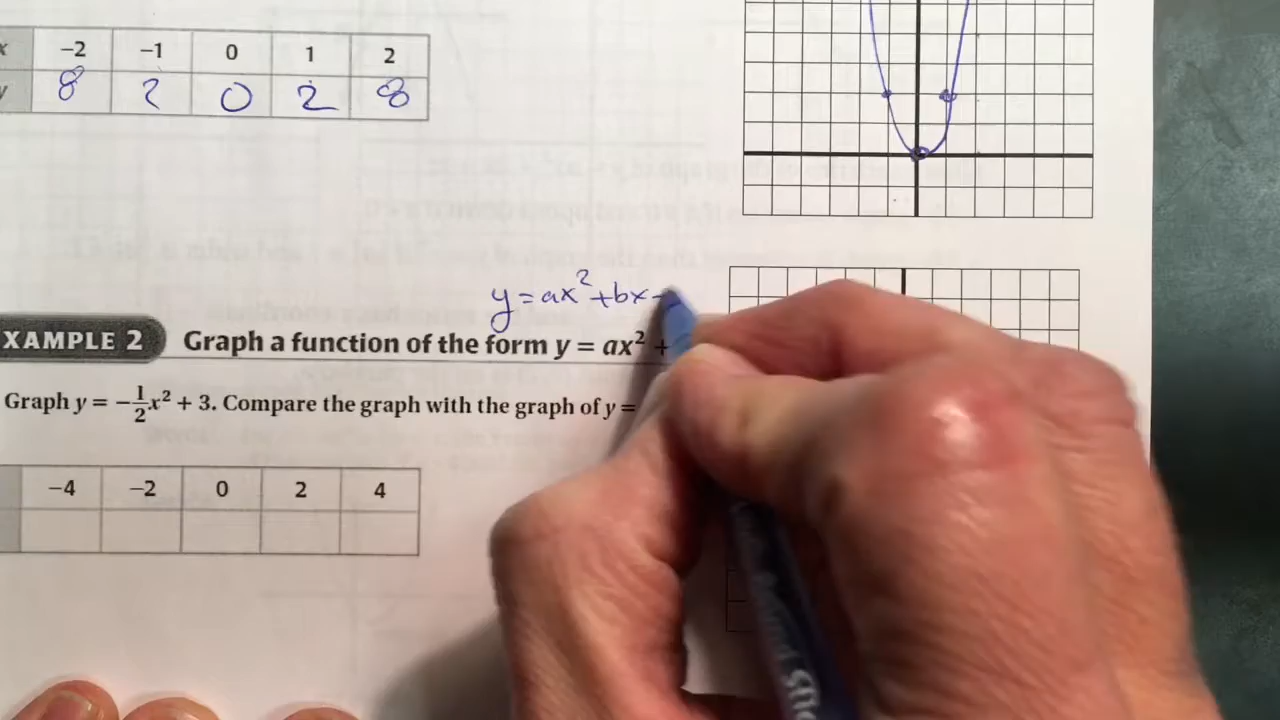 x -2 -1 0 1 2
y 8 2 0 2 8
y = ax² + bx
EXAMPLE 2 Graph a function of the form y = ax² +
Graph y = -1/2x² + 3. Compare the graph with the graph of y =
-4 -2 0 2 4